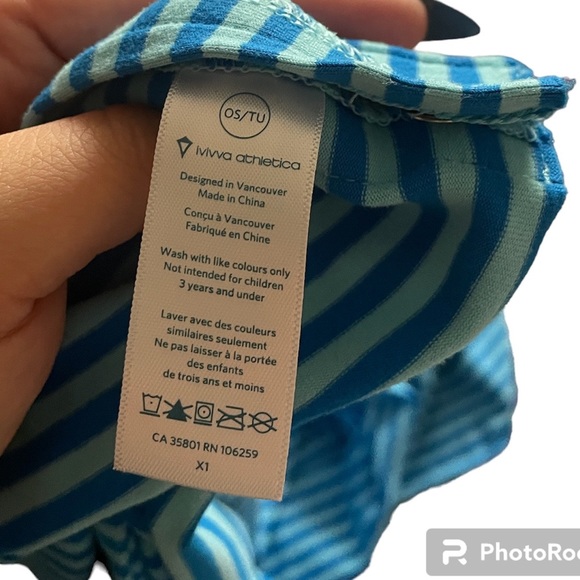 OS/TU
ivivva athletica
Designed in Vancouver
Made in China
Conçu à Vancouver
Fabriqué en Chine
Wash with like colours only
Not intended for children
3 years and under
Laver avec des couleurs
similaires seulement
Ne pas laisser à la portée
des enfants
de trois ans et moins
CA 35801 RN 106259
X1
PhotoRoo